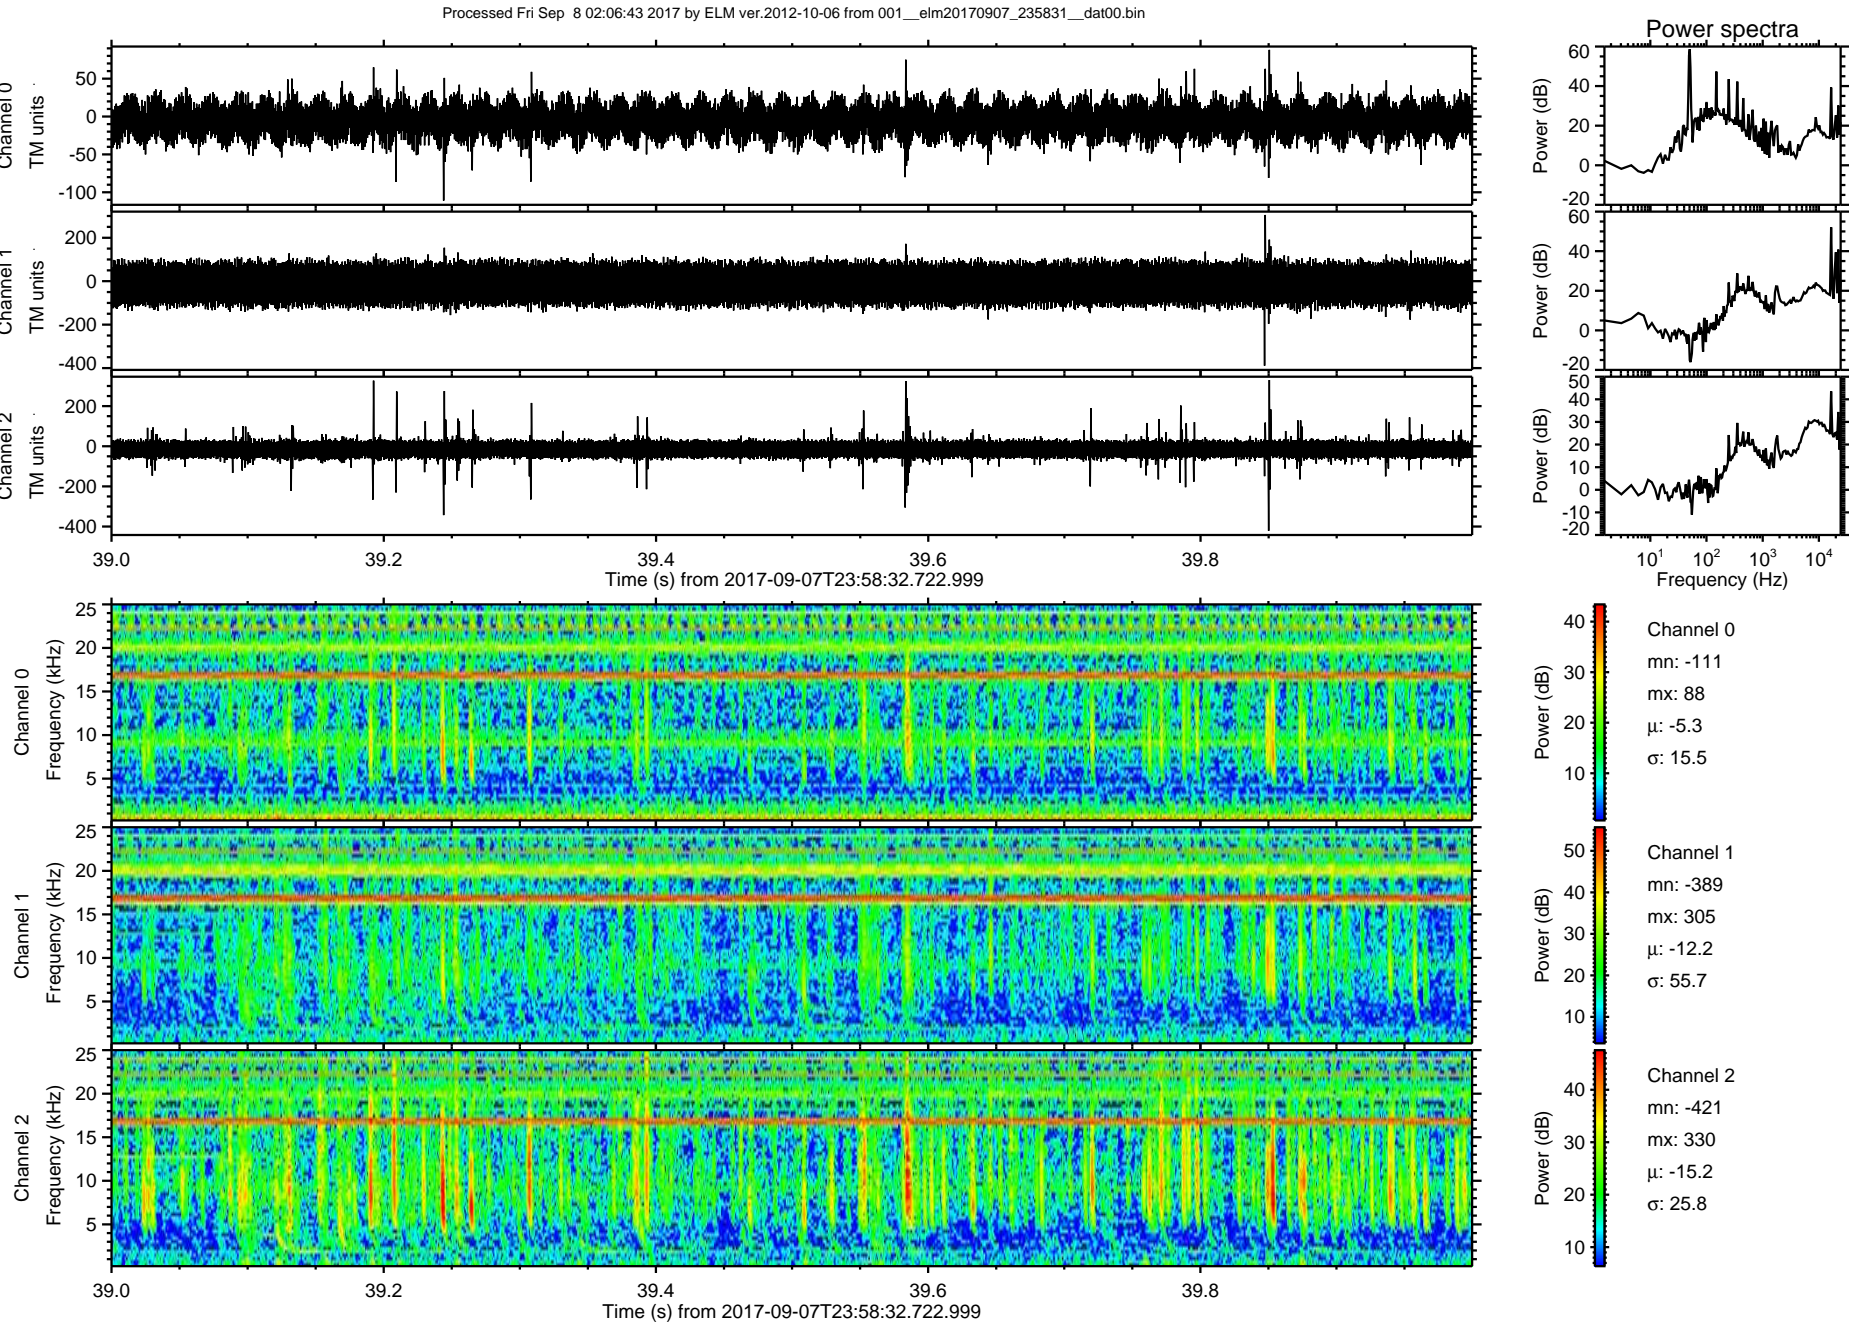 Processed Fri Sep  8 02:06:43 2017 by ELM ver.2012-10-06 from 001__elm20170907_235831__dat00.bin
Power spectra
Channel 0
TM units
50
0
-50
-100
Power (dB)
60
40
20
0
-20
Channel 1
TM units
200
0
-200
-400
Power (dB)
60
40
20
0
-20
Channel 2
TM units
200
0
-200
-400
Power (dB)
50
40
30
20
10
0
-10
-20
39.0
39.2
39.4
39.6
39.8
Time (s) from 2017-09-07T23:58:32.722.999
10^1
10^2
10^3
10^4
Frequency (Hz)
Channel 0
Frequency (kHz)
25
20
15
10
5
Power (dB)
40
30
20
10
Channel 0
mn: -111
mx: 88
μ: -5.3
σ: 15.5
Channel 1
Frequency (kHz)
25
20
15
10
5
Power (dB)
50
40
30
20
10
Channel 1
mn: -389
mx: 305
μ: -12.2
σ: 55.7
Channel 2
Frequency (kHz)
25
20
15
10
5
Power (dB)
40
30
20
10
Channel 2
mn: -421
mx: 330
μ: -15.2
σ: 25.8
39.0
39.2
39.4
39.6
39.8
Time (s) from 2017-09-07T23:58:32.722.999